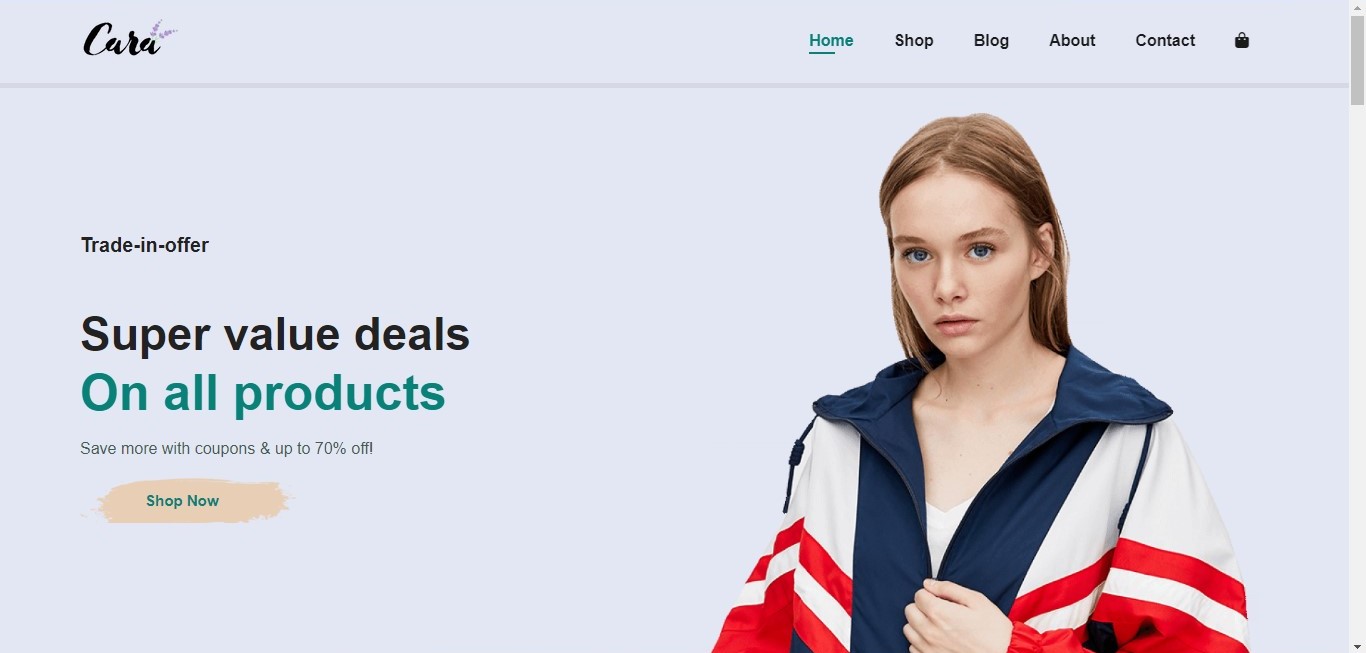 Cara
Home Shop Blog About Contact
Trade-in-offer
Super value deals
On all products
Save more with coupons & up to 70% off!
Shop Now